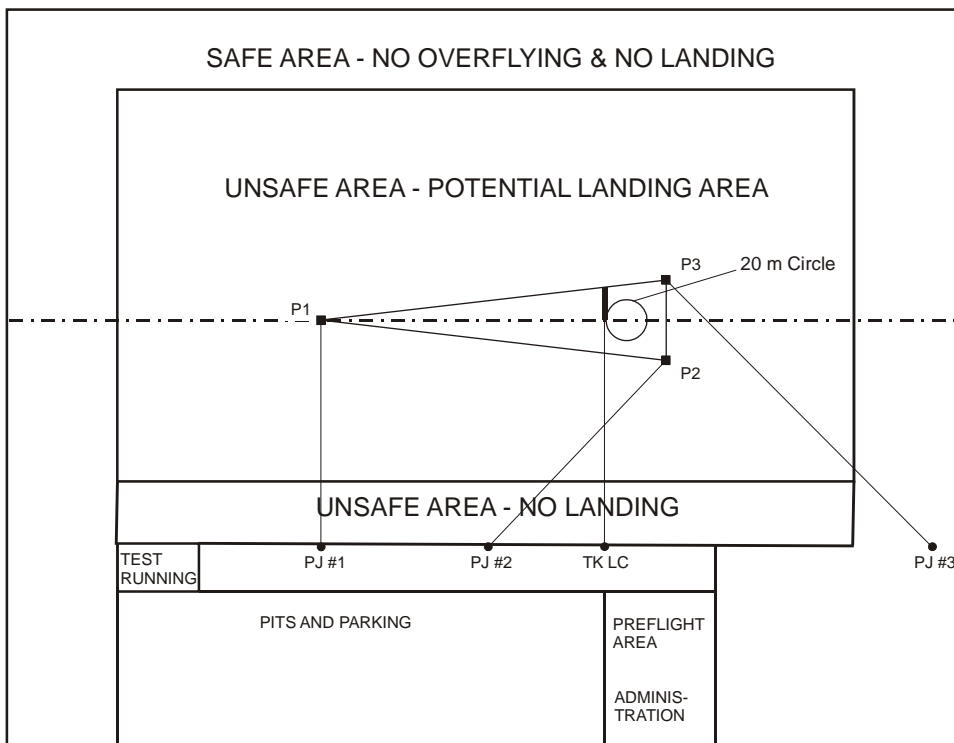 SAFE AREA - NO OVERFLYING & NO LANDING
UNSAFE AREA - POTENTIAL LANDING AREA
P3
20 m Circle
P1
P2
UNSAFE AREA - NO LANDING
TEST
RUNNING
PJ #1
PJ #2
TK LC
PJ #3
PITS AND PARKING
PREFLIGHT
AREA
ADMINIS-
TRATION